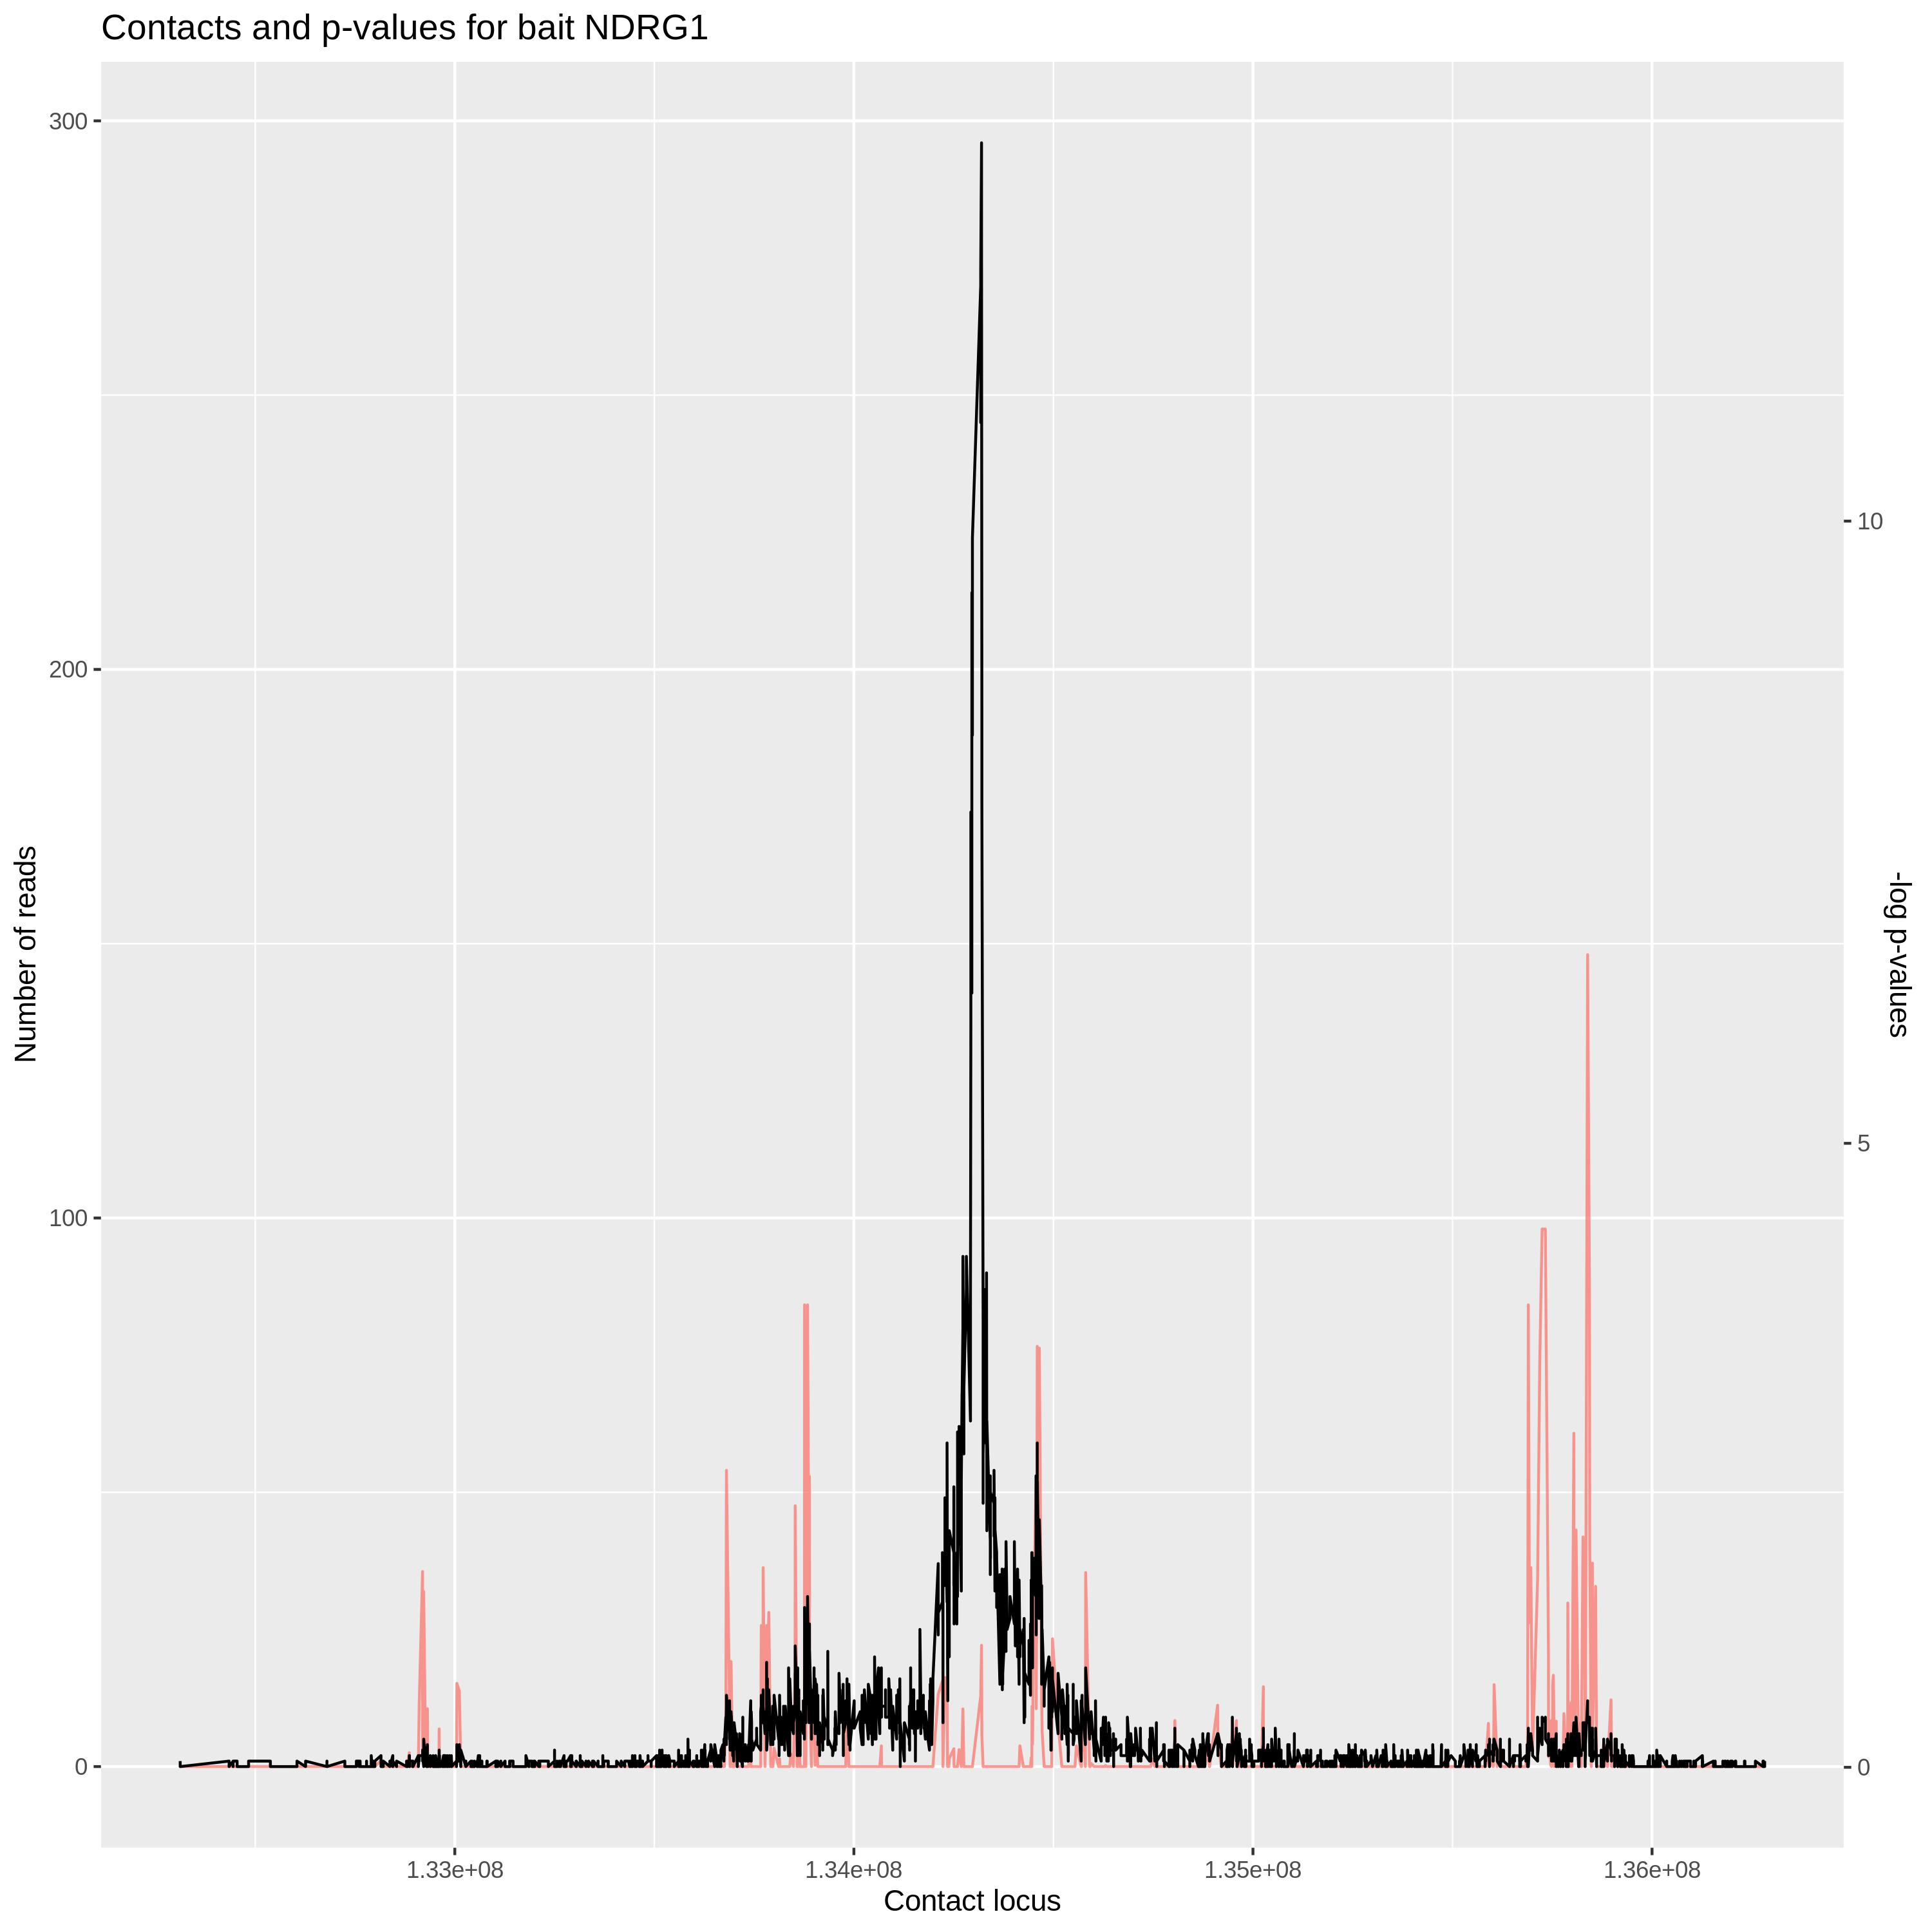 Contacts and p-values for bait NDRG1
300
200
100
0
Number of reads
10
5
0
-log p-values
1.33e+08
1.34e+08
1.35e+08
1.36e+08
Contact locus